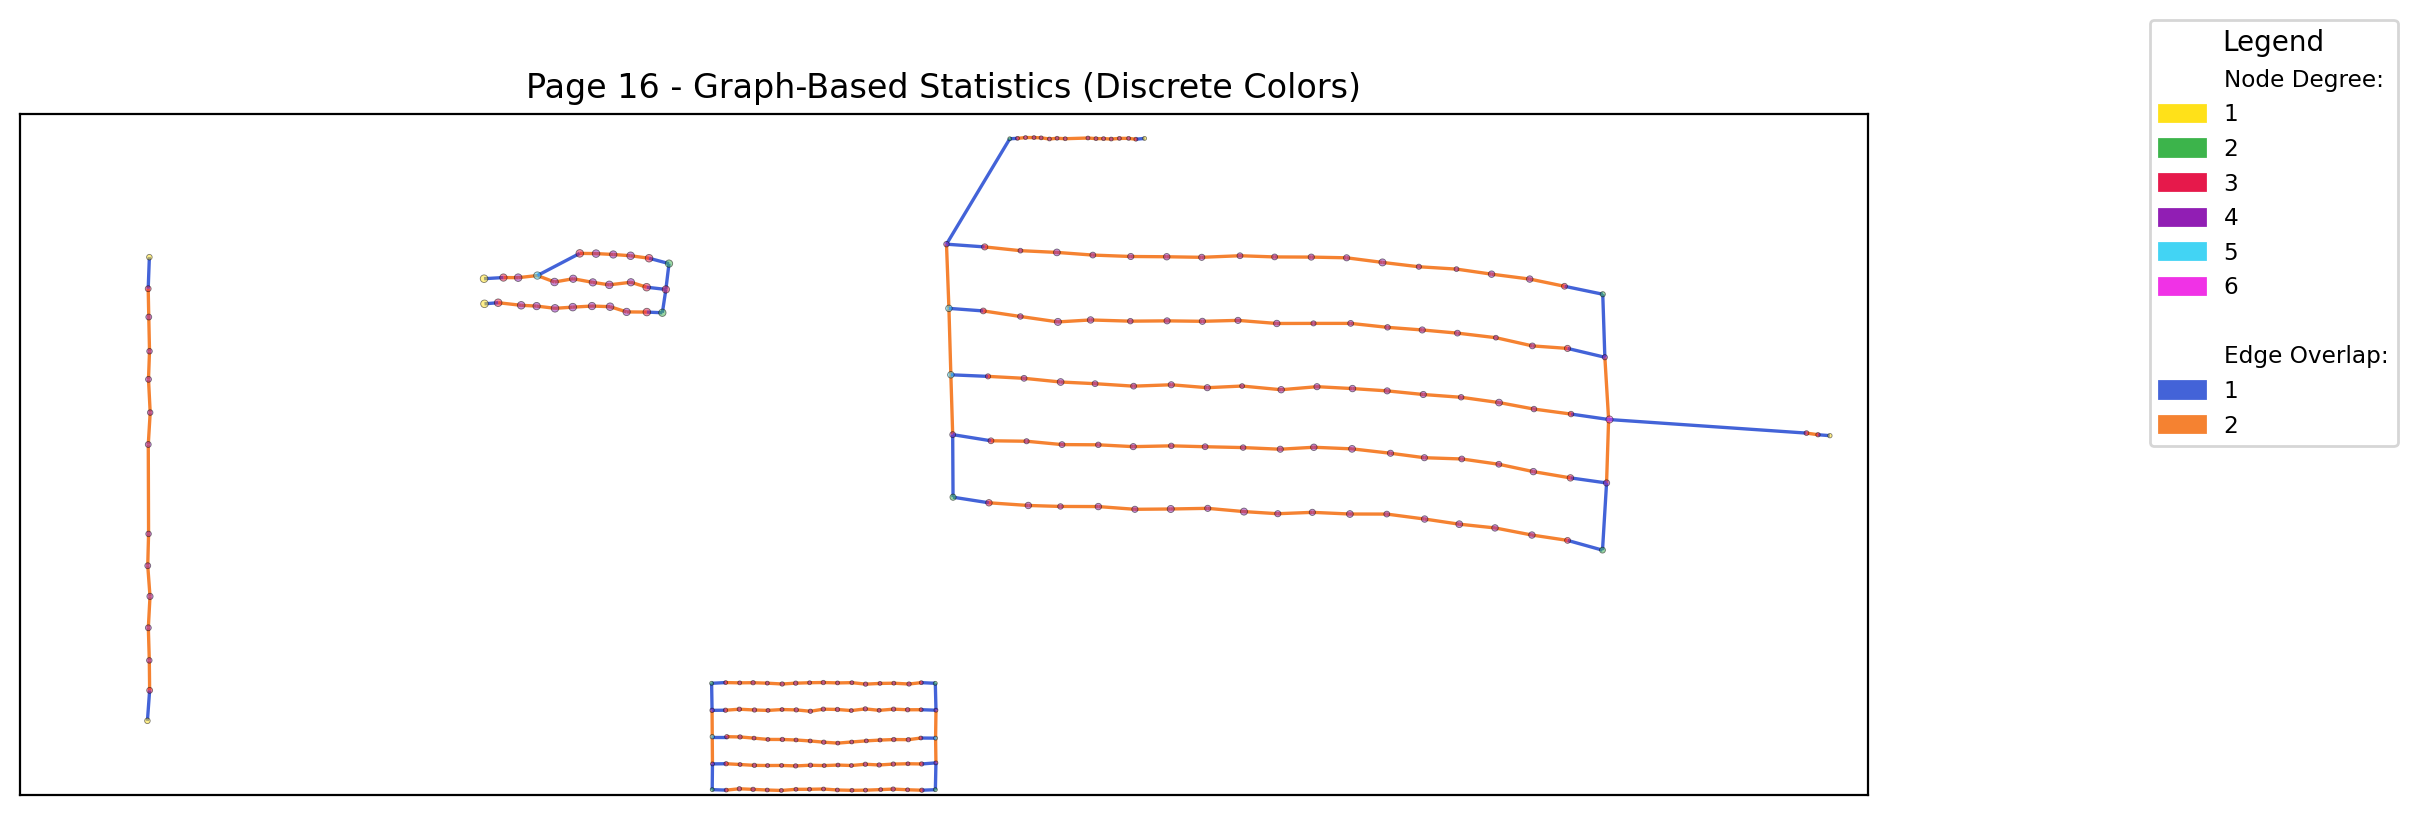 Page 16 - Graph-Based Statistics (Discrete Colors)
Legend
Node Degree:
1
2
3
4
5
6
Edge Overlap:
1
2